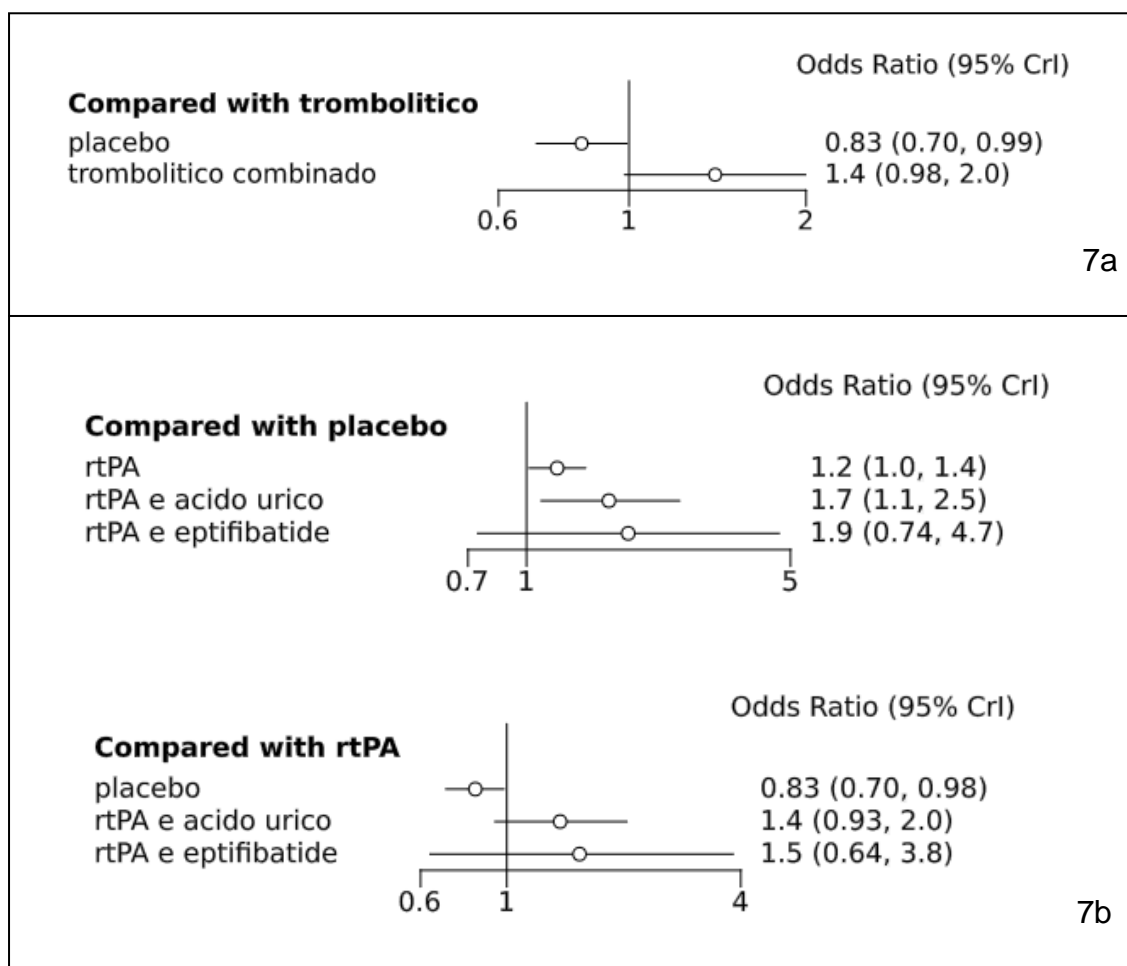 Odds Ratio (95% CrI)
Compared with trombolitico
placebo 0.83 (0.70, 0.99)
trombolitico combinado 1.4 (0.98, 2.0)
0.6 1 2
7a
Odds Ratio (95% CrI)
Compared with placebo
rtPA 1.2 (1.0, 1.4)
rtPA e acido urico 1.7 (1.1, 2.5)
rtPA e eptifibatide 1.9 (0.74, 4.7)
0.7 1 5
Odds Ratio (95% CrI)
Compared with rtPA
placebo 0.83 (0.70, 0.98)
rtPA e acido urico 1.4 (0.93, 2.0)
rtPA e eptifibatide 1.5 (0.64, 3.8)
0.6 1 4
7b